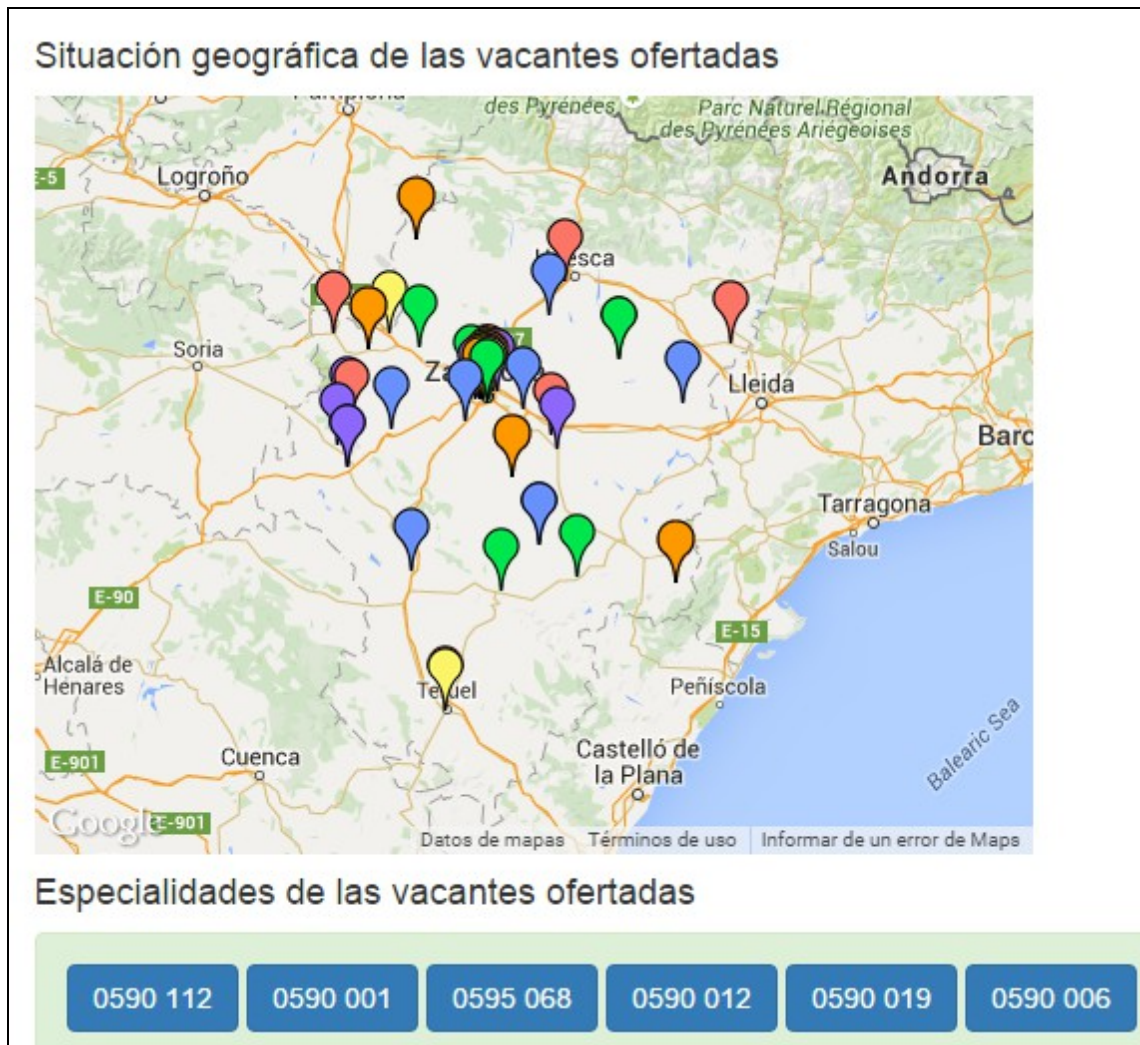 Situación geográfica de las vacantes ofertadas
des Pyrénées
Parc Naturel Régional
des Pyrénées Ariégeoises
E-5
Logroño
Andorra
Soria
Lleida
Barc
Tarragona
Salou
E-90
E-15
Alcalá de
Henares
Teruel
Peñíscola
E-901
Cuenca
Castelló de
la Plana
Balearic Sea
Google
E-901
Datos de mapas
Términos de uso
Informar de un error de Maps
Especialidades de las vacantes ofertadas
0590 112
0590 001
0595 068
0590 012
0590 019
0590 006